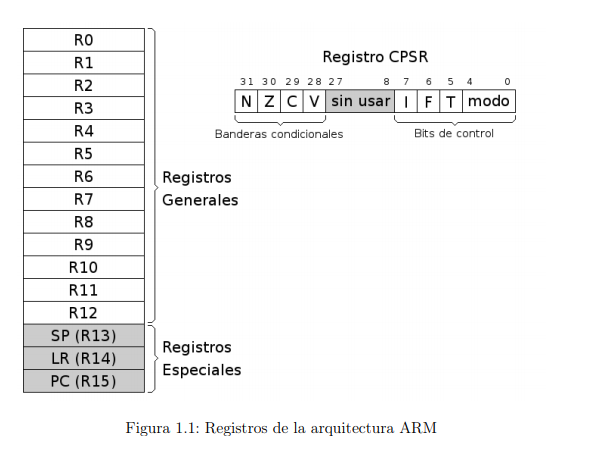 R0
R1
R2
R3
R4
R5
R6
R7
R8
R9
R10
R11
R12
SP (R13)
LR (R14)
PC (R15)
Registros
Generales
Registros
Especiales
Registro CPSR
31 30 29 28 27 8 7 6 5 4 0
N Z C V sin usar I F T modo
Banderas condicionales Bits de control
Figura 1.1: Registros de la arquitectura ARM